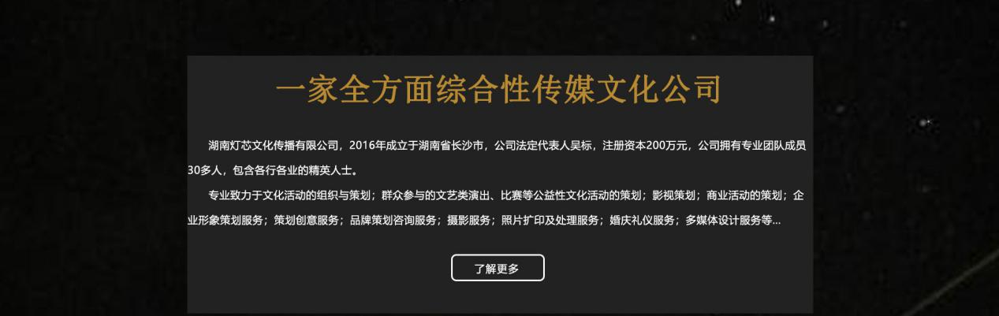 一家全方面综合性传媒文化公司
湖南灯芯文化传播有限公司，2016年成立于湖南省长沙市，公司法定代表人吴标，注册资本200万元，公司拥有专业团队成员
30多人，包含各行各业的精英人士。
专业致力于文化活动的组织与策划；群众参与的文艺类演出、比赛等公益性文化活动的策划；影视策划；商业活动的策划；企
业形象策划服务；策划创意服务；品牌策划咨询服务；摄影服务；照片扩印及处理服务；婚庆礼仪服务；多媒体设计服务等...
了解更多